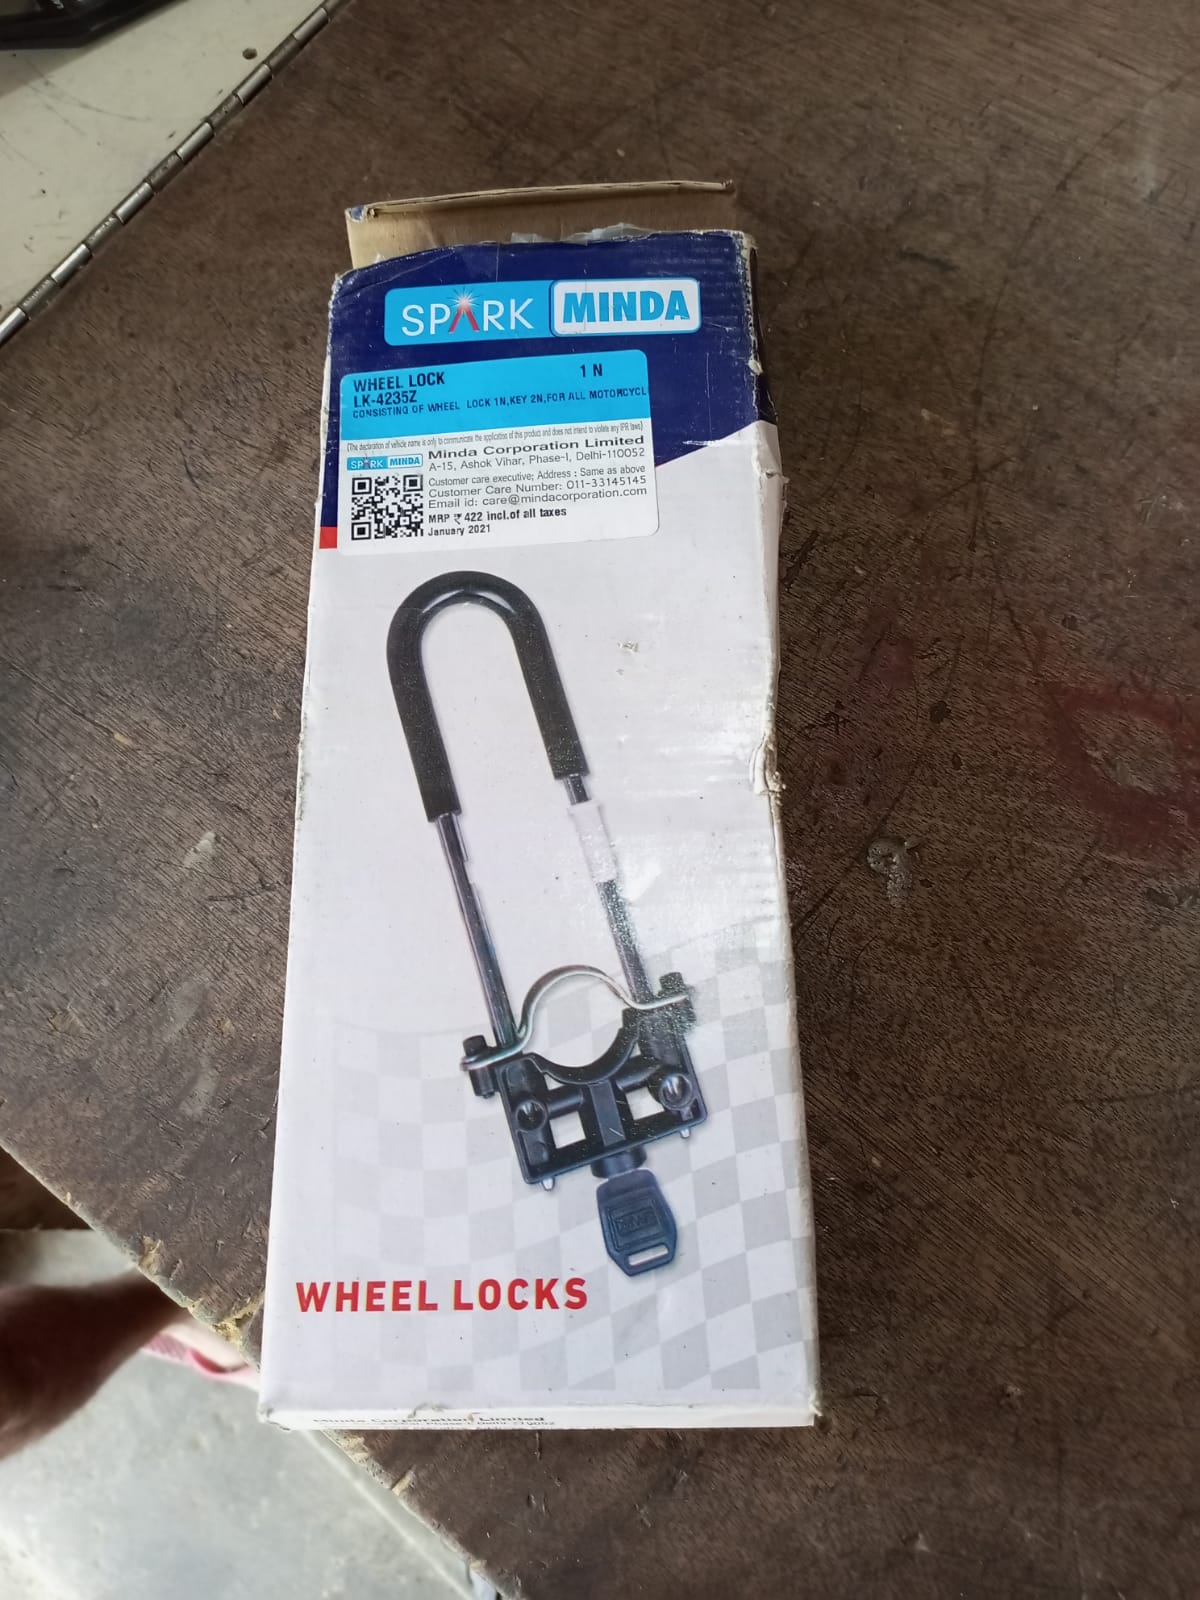 SPARK MINDA
WHEEL LOCK 1 N
LK-4235Z
CONSISTING OF WHEEL LOCK 1N,KEY 2N,FOR ALL MOTORCYCL
(The declaration of vehicle name is only to communicate the application of this product and does not intend to violate any IPR laws)
SPARK MINDA
Minda Corporation Limited
A-15, Ashok Vihar, Phase-I, Delhi-110052
Customer care executive; Address : Same as above
Customer Care Number: 011-33145145
Email id: care@mindacorporation.com
MRP ₹ 422 incl.of all taxes
January 2021
WHEEL LOCKS
Minda Corporation Limited